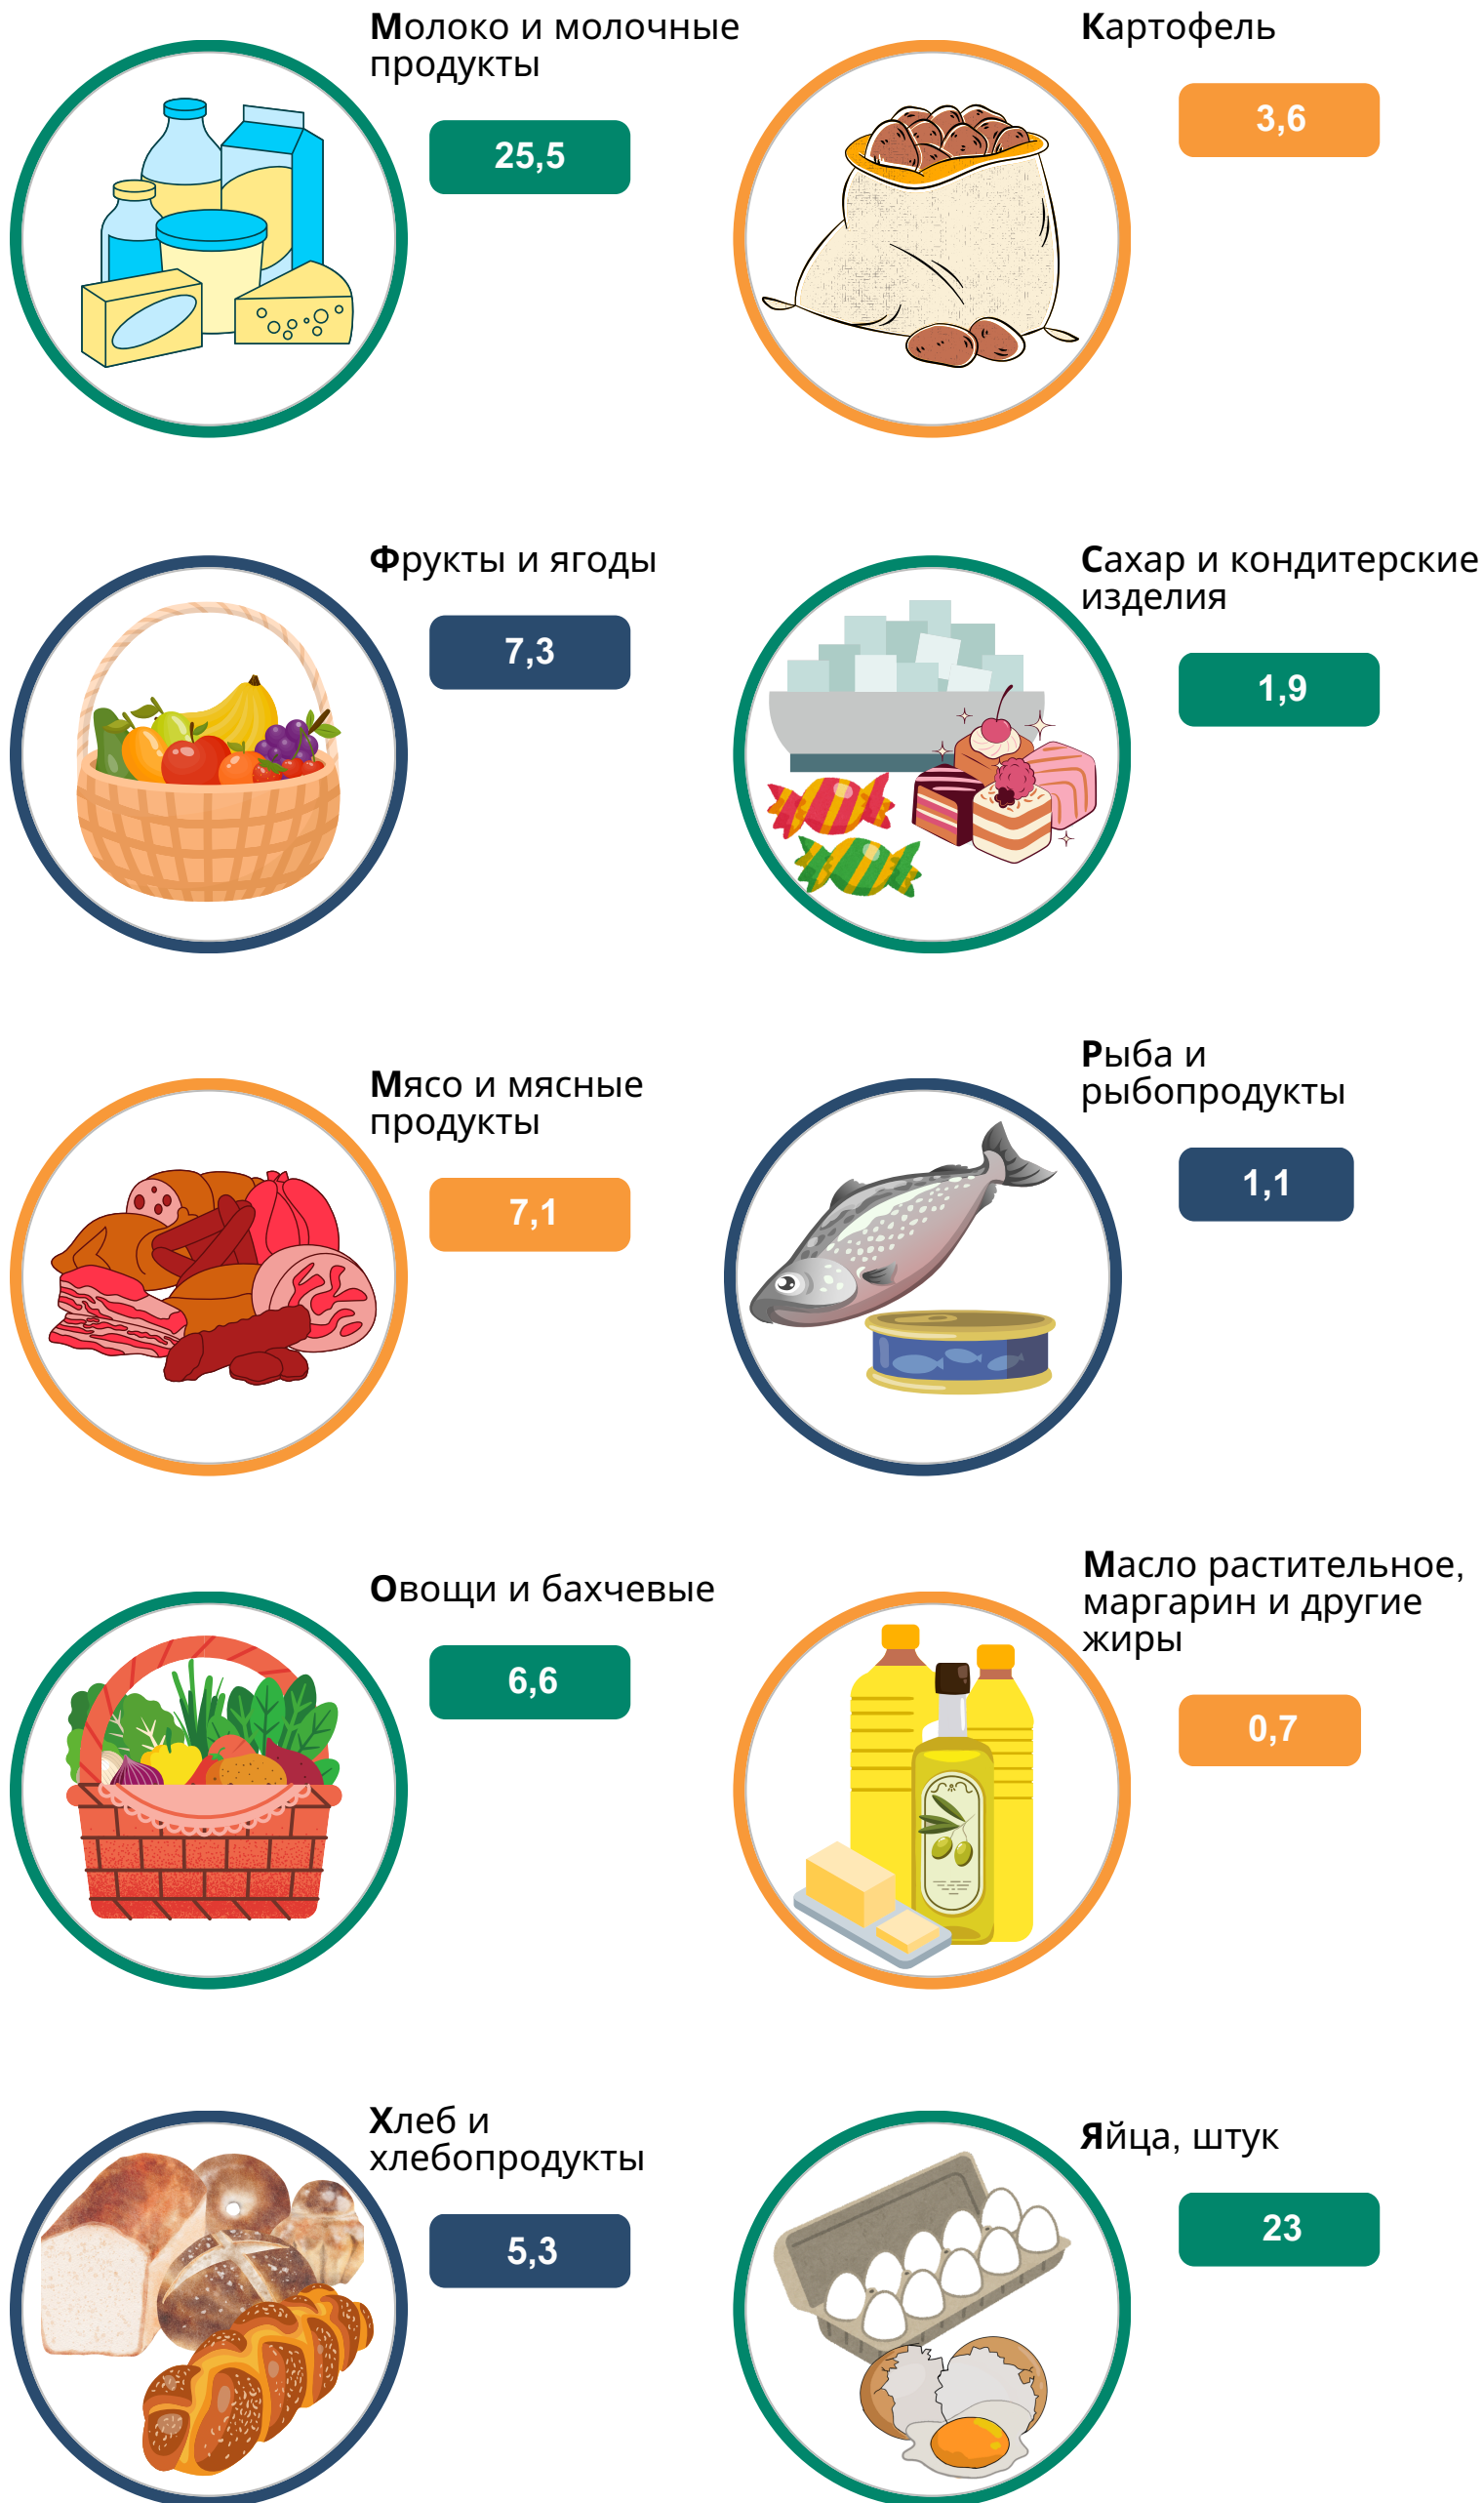 Молоко и молочные
продукты
25,5
Картофель
3,6
Фрукты и ягоды
7,3
Сахар и кондитерские
изделия
1,9
Мясо и мясные
продукты
7,1
Рыба и
рыбопродукты
1,1
Овощи и бахчевые
6,6
Масло растительное,
маргарин и другие
жиры
0,7
Хлеб и
хлебопродукты
5,3
Яйца, штук
23